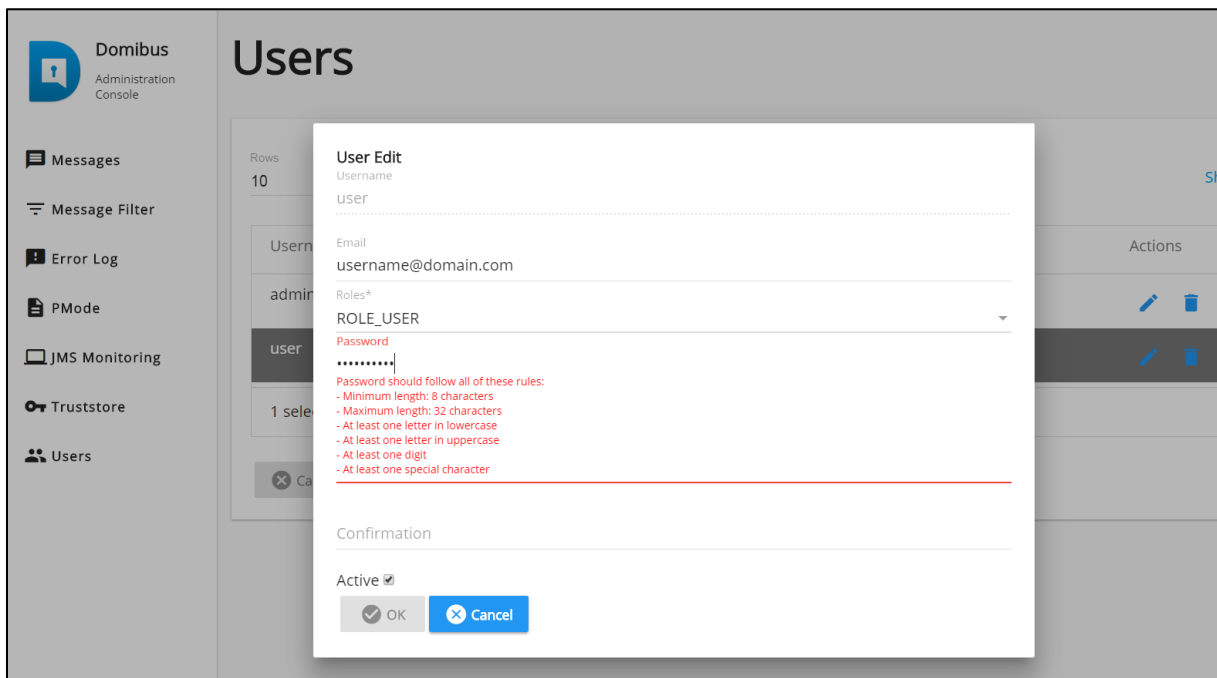 Domibus
Administration
Console
Users
Messages
Message Filter
Error Log
PMode
JMS Monitoring
Truststore
Users
Rows
10
Sh
Usern
Actions
admin
user
1 sele
Ca
User Edit
Username
user
Email
username@domain.com
Roles*
ROLE_USER
Password
••••••••••
Password should follow all of these rules:
- Minimum length: 8 characters
- Maximum length: 32 characters
- At least one letter in lowercase
- At least one letter in uppercase
- At least one digit
- At least one special character
Confirmation
Active
OK
Cancel